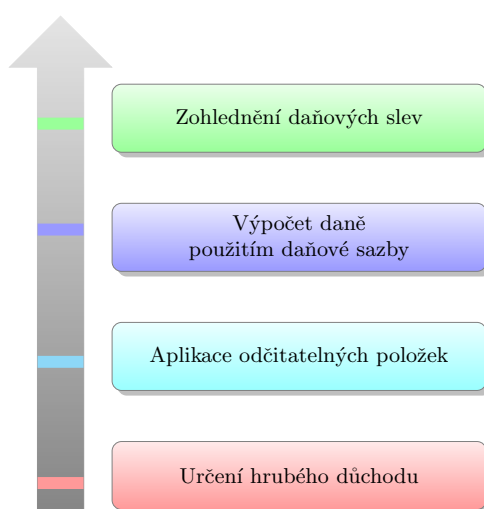 Zohlednění daňových slev
Výpočet daně
použitím daňové sazby
Aplikace odčitatelných položek
Určení hrubého důchodu